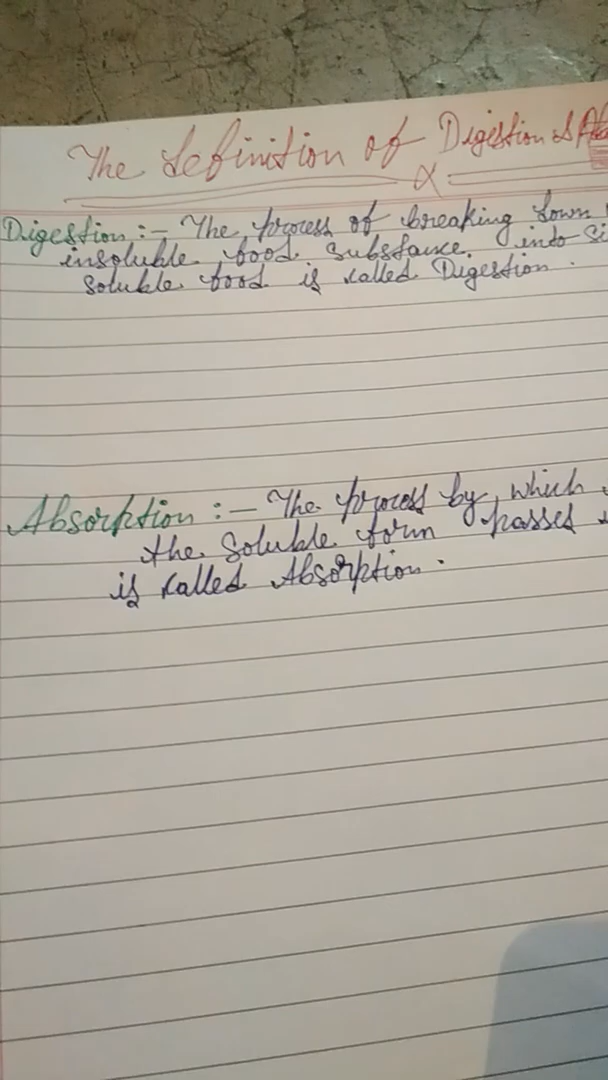 The Definition of Digestion &
Digestion :- The process of breaking down
insoluble food substance. into
soluble food is called Digestion.
Absorption :- The process by which
the soluble form passes
is called Absorption.